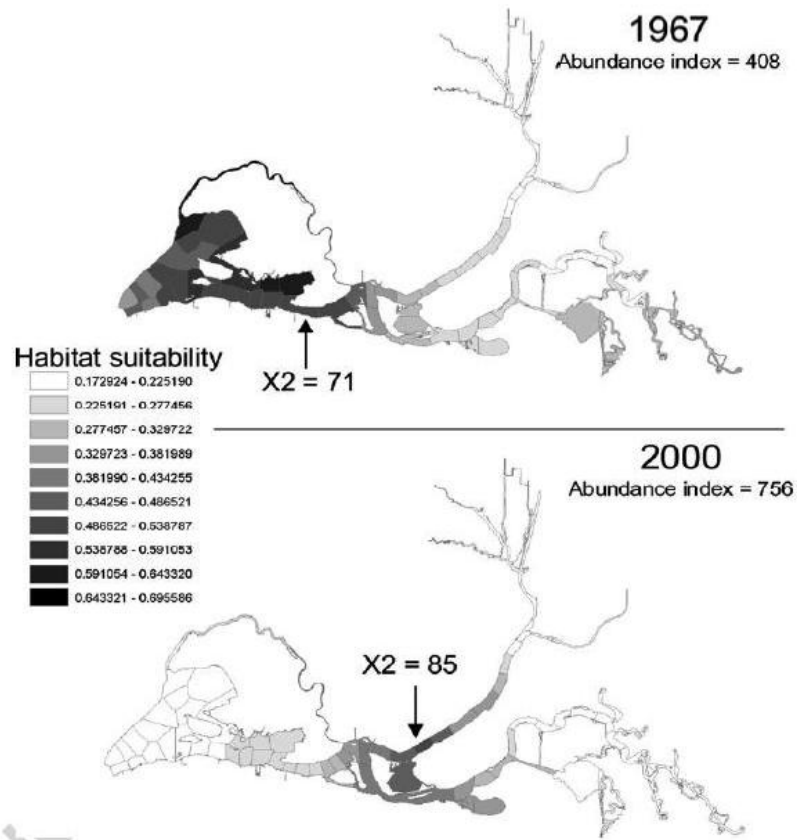 1967
Abundance index = 408
X2 = 71
Habitat suitability
0.172924 - 0.225190
0.225191 - 0.277456
0.277457 - 0.329722
0.329723 - 0.381989
0.381990 - 0.434255
0.434256 - 0.486521
0.486522 - 0.538787
0.538788 - 0.591053
0.591054 - 0.643320
0.643321 - 0.695586
2000
Abundance index = 756
X2 = 85